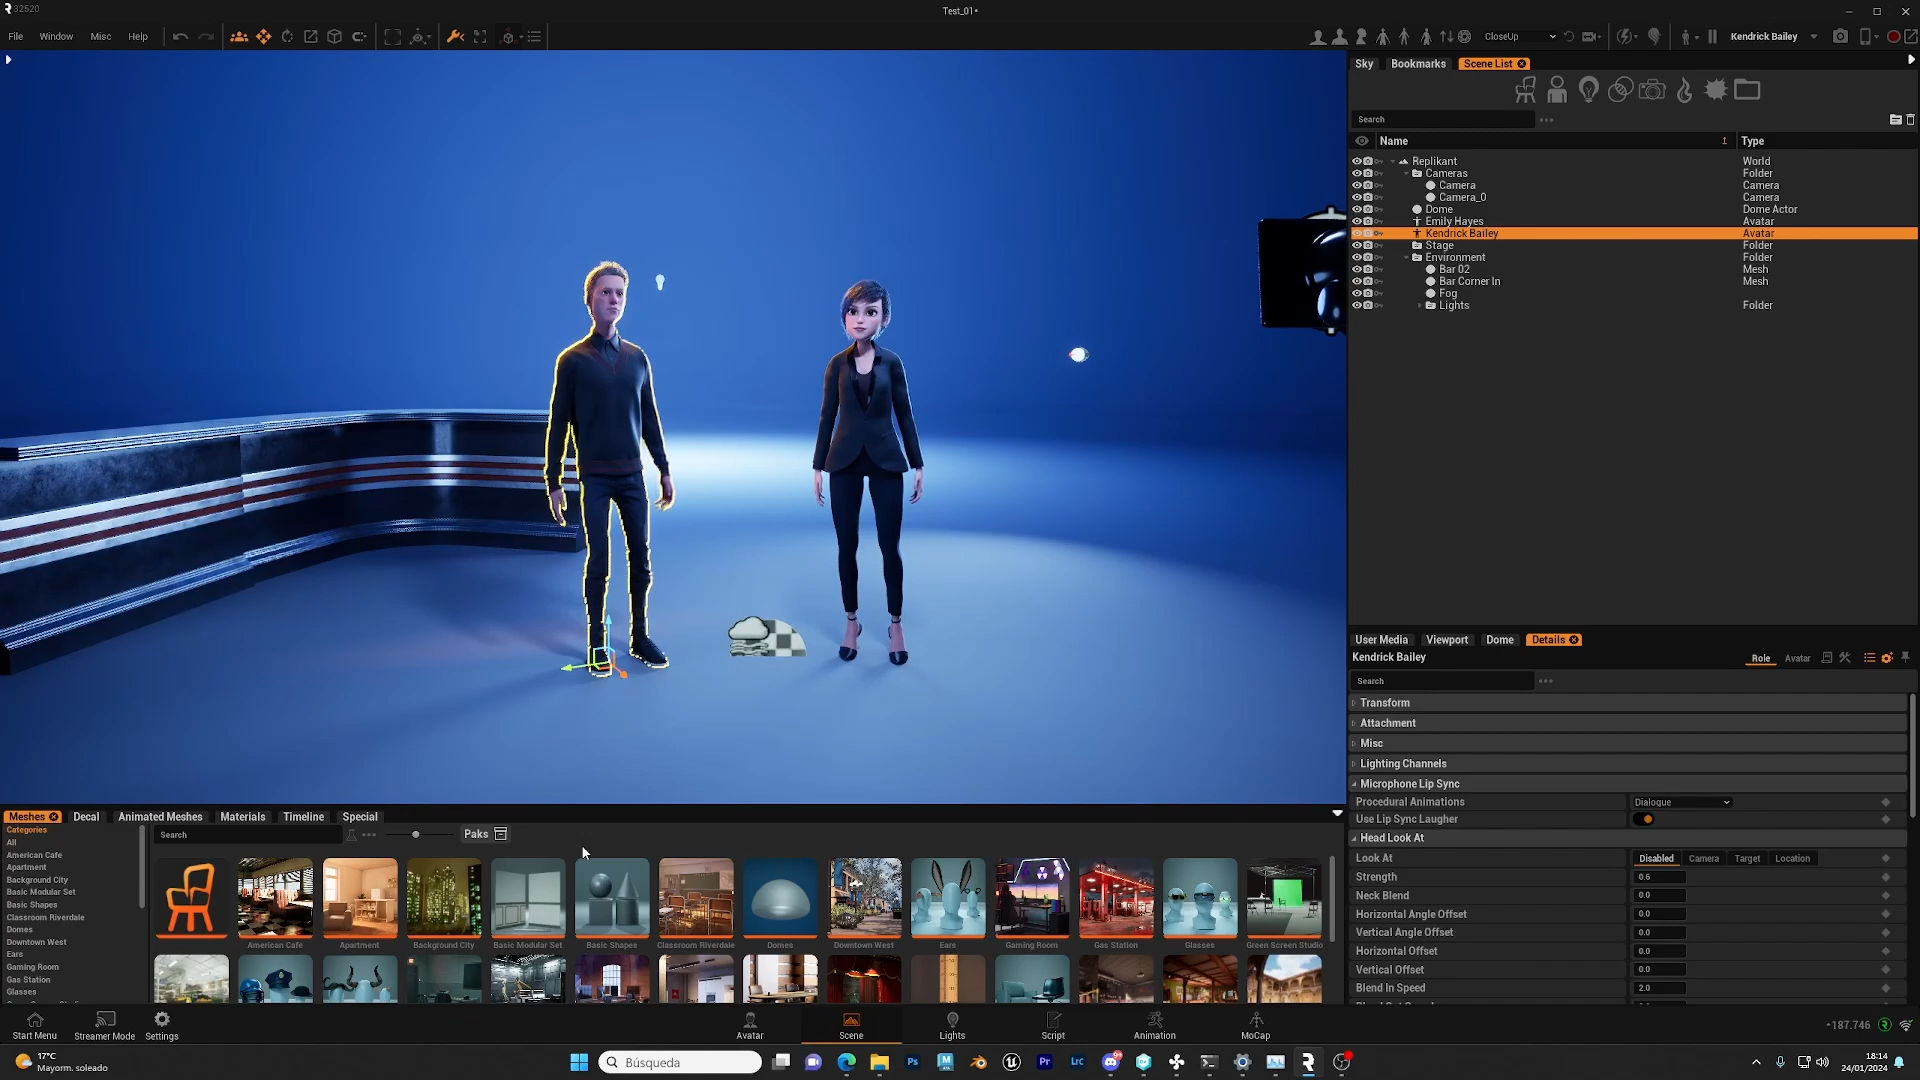 32520
Test_01*
File Window Misc Help
CloseUp
Kendrick Bailey
Sky Bookmarks Scene List
Search
Name Type
Replikant World
Cameras Folder
Camera Camera
Camera_0 Camera
Dome Dome Actor
Emily Hayes Avatar
Kendrick Bailey Avatar
Stage Folder
Environment Folder
Bar 02 Mesh
Bar Corner In Mesh
Fog
Lights Folder
User Media Viewport Dome Details
Kendrick Bailey Role Avatar
Search
Transform
Attachment
Misc
Lighting Channels
Microphone Lip Sync
Procedural Animations Dialogue
Use Lip Sync Laugher
Head Look At
Look At Disabled Camera Target Location
Strength 0.6
Neck Blend 0.0
Horizontal Angle Offset 0.0
Vertical Angle Offset 0.0
Horizontal Offset 0.0
Vertical Offset 0.0
Blend In Speed 2.0
Meshes Decal Animated Meshes Materials Timeline Special
Categories
All
American Cafe
Apartment
Background City
Basic Modular Set
Basic Shapes
Classroom Riverdale
Domes
Downtown West
Ears
Gaming Room
Gas Station
Glasses
Search Paks
American Cafe Apartment Background City Basic Modular Set Basic Shapes Classroom Riverdale Domes Downtown West Ears Gaming Room Gas Station Glasses Green Screen Studio
Start Menu Streamer Mode Settings Avatar Scene Lights Script Animation MoCap
-187.746
17°C
Mayorm. soleado
Búsqueda
18:14
24/01/2024